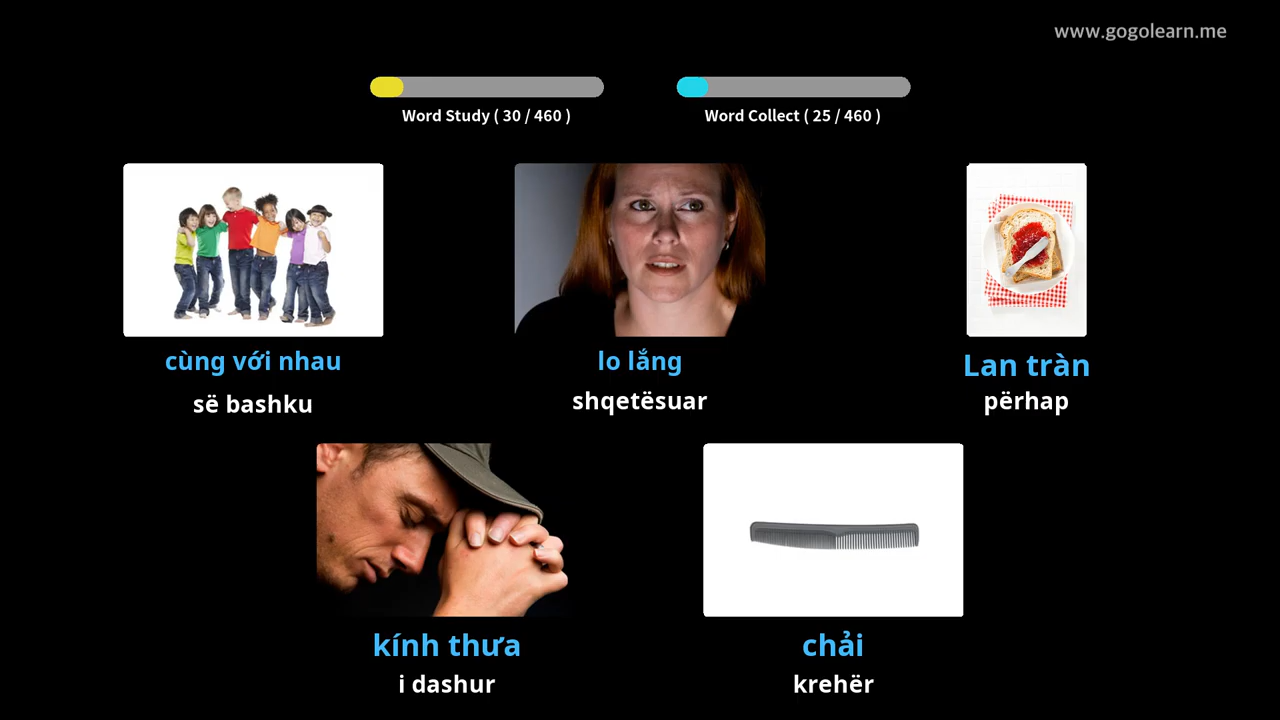 www.gogolearn.me
Word Study ( 30 / 460 )
Word Collect ( 25 / 460 )
cùng với nhau
së bashku
lo lắng
shqetësuar
Lan tràn
përhap
kính thưa
i dashur
chải
krehër